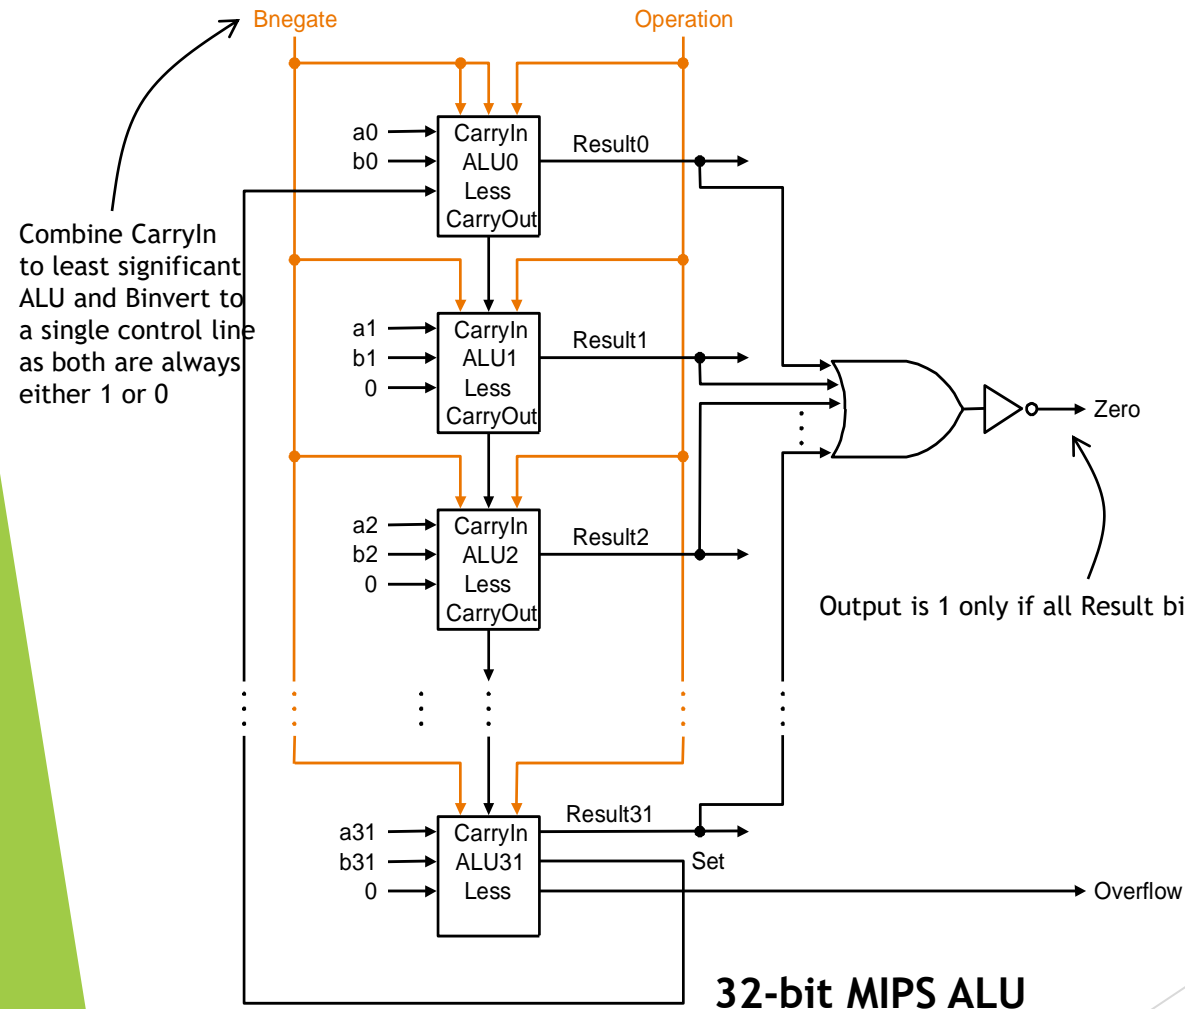 Bnegate
Operation
a0
b0
CarryIn
ALU0
Less
CarryOut
Result0
Combine CarryIn
to least significant
ALU and Binvert to
a single control line
as both are always
either 1 or 0
a1
b1
0
CarryIn
ALU1
Less
CarryOut
Result1
Zero
a2
b2
0
CarryIn
ALU2
Less
CarryOut
Result2
Output is 1 only if all Result bi
a31
b31
0
CarryIn
ALU31
Less
Result31
Set
Overflow
32-bit MIPS ALU